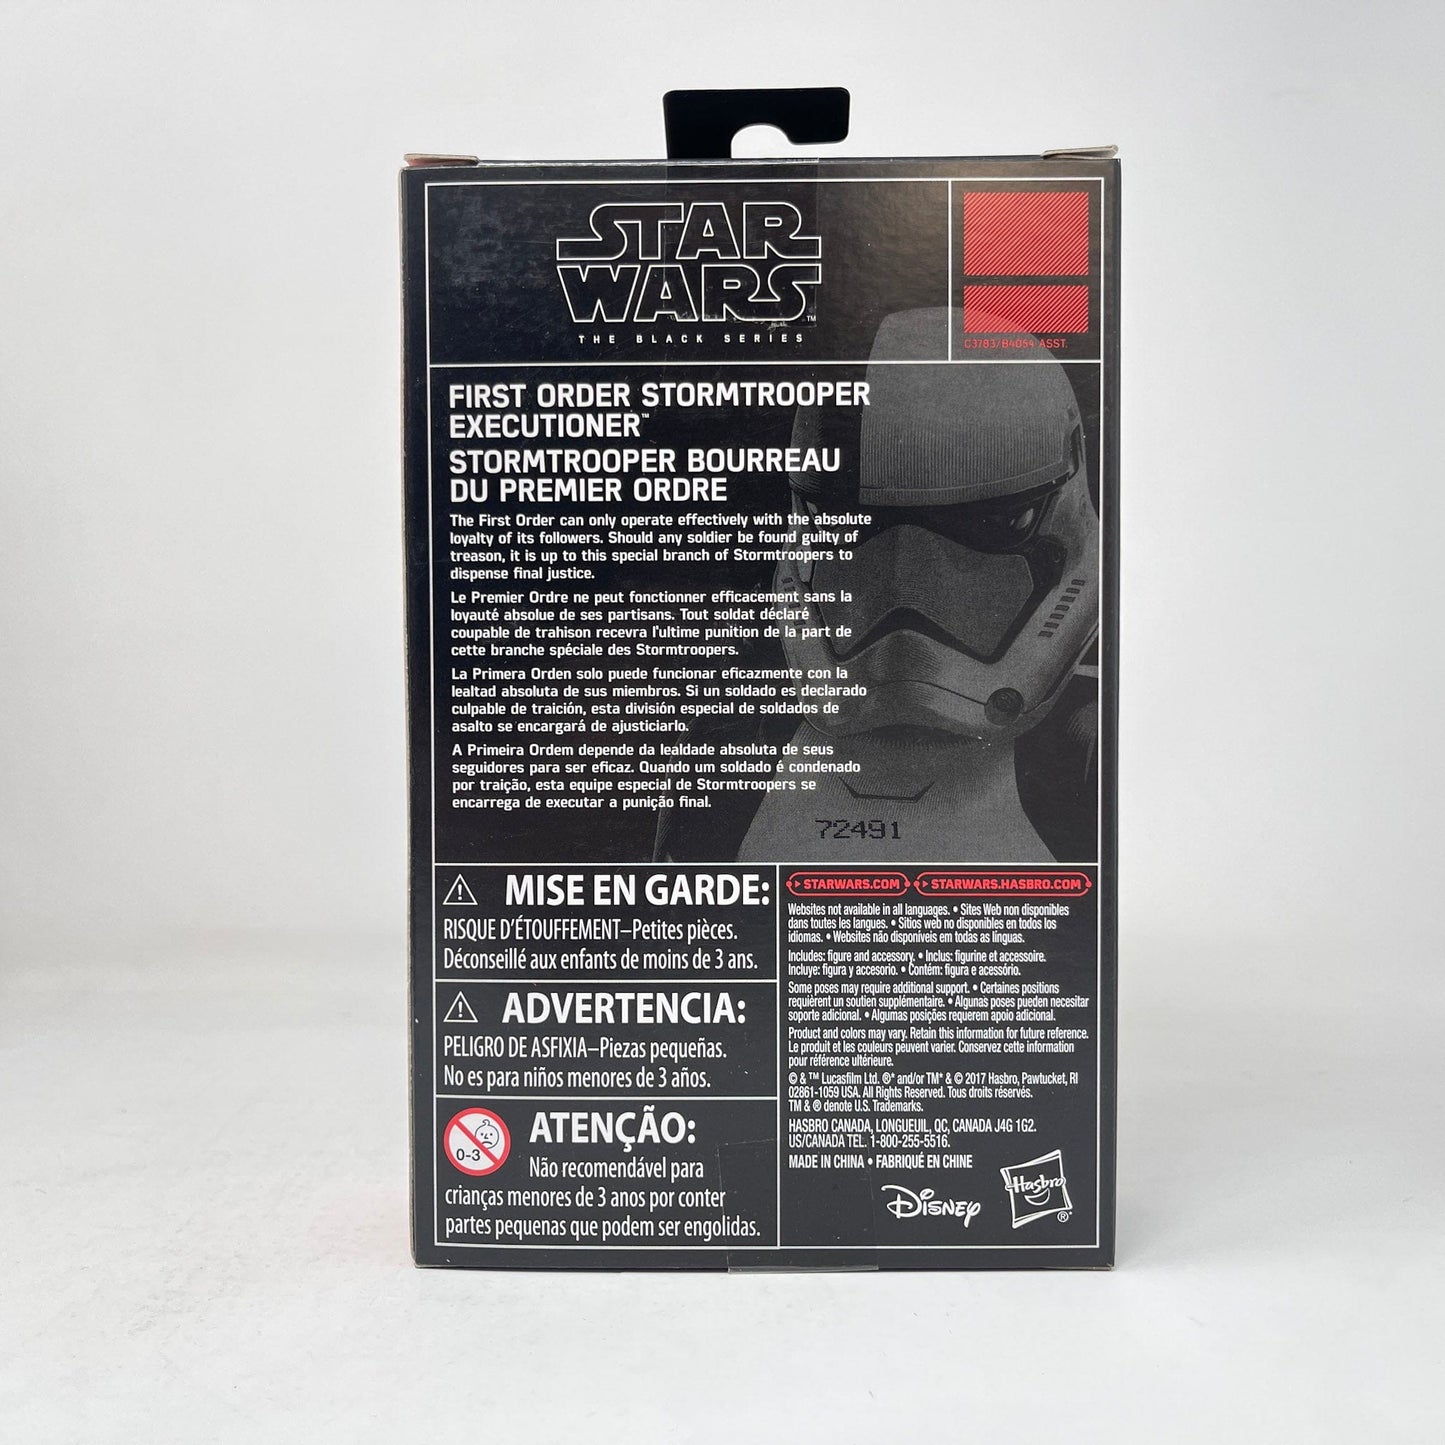 STAR
WARS
™
THE BLACK SERIES
C3783/B4054 ASST.
FIRST ORDER STORMTROOPER
EXECUTIONER™
STORMTROOPER BOURREAU
DU PREMIER ORDRE
The First Order can only operate effectively with the absolute
loyalty of its followers. Should any soldier be found guilty of
treason, it is up to this special branch of Stormtroopers to
dispense final justice.
Le Premier Ordre ne peut fonctionner efficacement sans la
loyauté absolue de ses partisans. Tout soldat déclaré
coupable de trahison recevra l'ultime punition de la part de
cette branche spéciale des Stormtroopers.
La Primera Orden solo puede funcionar eficazmente con la
lealtad absoluta de sus miembros. Si un soldado es declarado
culpable de traición, esta división especial de soldados de
asalto se encargará de ajusticiarlo.
A Primeira Ordem depende da lealdade absoluta de seus
seguidores para ser eficaz. Quando um soldado é condenado
por traição, esta equipe especial de Stormtroopers se
encarrega de executar a punição final.
72491
MISE EN GARDE:
RISQUE D'ÉTOUFFEMENT–Petites pièces.
Déconseillé aux enfants de moins de 3 ans.
ADVERTENCIA:
PELIGRO DE ASFIXIA–Piezas pequeñas.
No es para niños menores de 3 años.
0-3
ATENÇÃO:
Não recomendável para
crianças menores de 3 anos por conter
partes pequenas que podem ser engolidas.
STARWARS.COM STARWARS.HASBRO.COM
Websites not available in all languages. • Sites Web non disponibles
dans toutes les langues. • Sitios web no disponibles en todos los
idiomas. • Websites não disponíveis em todas as línguas.
Includes: figure and accessory. • Inclus: figurine et accessoire.
Incluye: figura y accesorio. • Contém: figura e acessório.
Some poses may require additional support. • Certaines positions
requièrent un soutien supplémentaire. • Algunas poses pueden necesitar
soporte adicional. • Algumas posições requerem apoio adicional.
Product and colors may vary. Retain this information for future reference.
Le produit et les couleurs peuvent varier. Conservez cette information
pour référence ultérieure.
© & ™ Lucasfilm Ltd. ®* and/or TM* & © 2017 Hasbro, Pawtucket, RI
02861-1059 USA. All Rights Reserved. Tous droits réservés.
TM & ® denote U.S. Trademarks.
HASBRO CANADA, LONGUEUIL, QC, CANADA J4G 1G2.
US/CANADA TEL. 1-800-255-5516.
MADE IN CHINA • FABRIQUÉ EN CHINE
Disney
Hasbro
®*